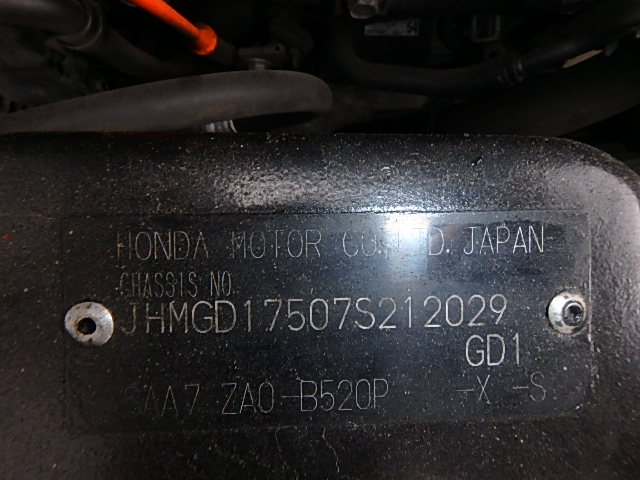 HONDA MOTOR CO.,LTD. JAPAN
CHASSIS NO.
JHMGD17507S212029
GD1
SAA7 ZA0-B520P -X -S